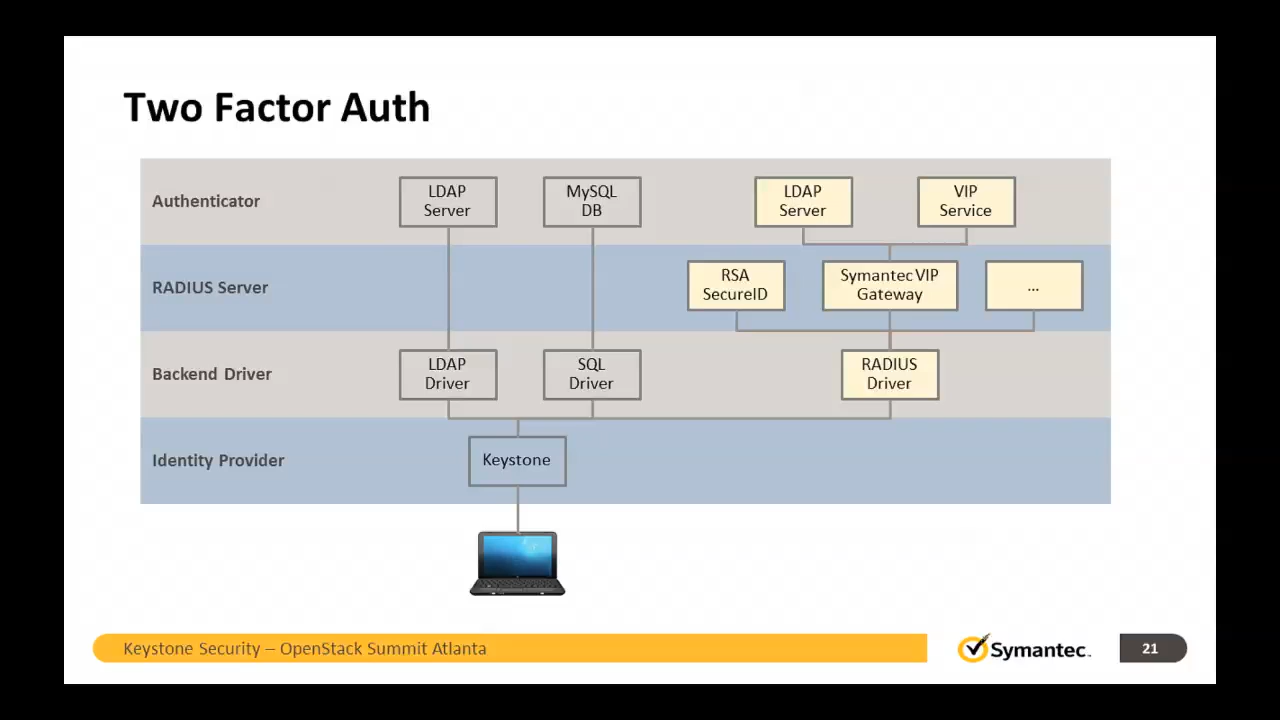 Two Factor Auth
Authenticator
LDAP
Server
MySQL
DB
LDAP
Server
VIP
Service
RADIUS Server
RSA
SecureID
Symantec VIP
Gateway
...
Backend Driver
LDAP
Driver
SQL
Driver
RADIUS
Driver
Identity Provider
Keystone
Keystone Security – OpenStack Summit Atlanta
Symantec™
21